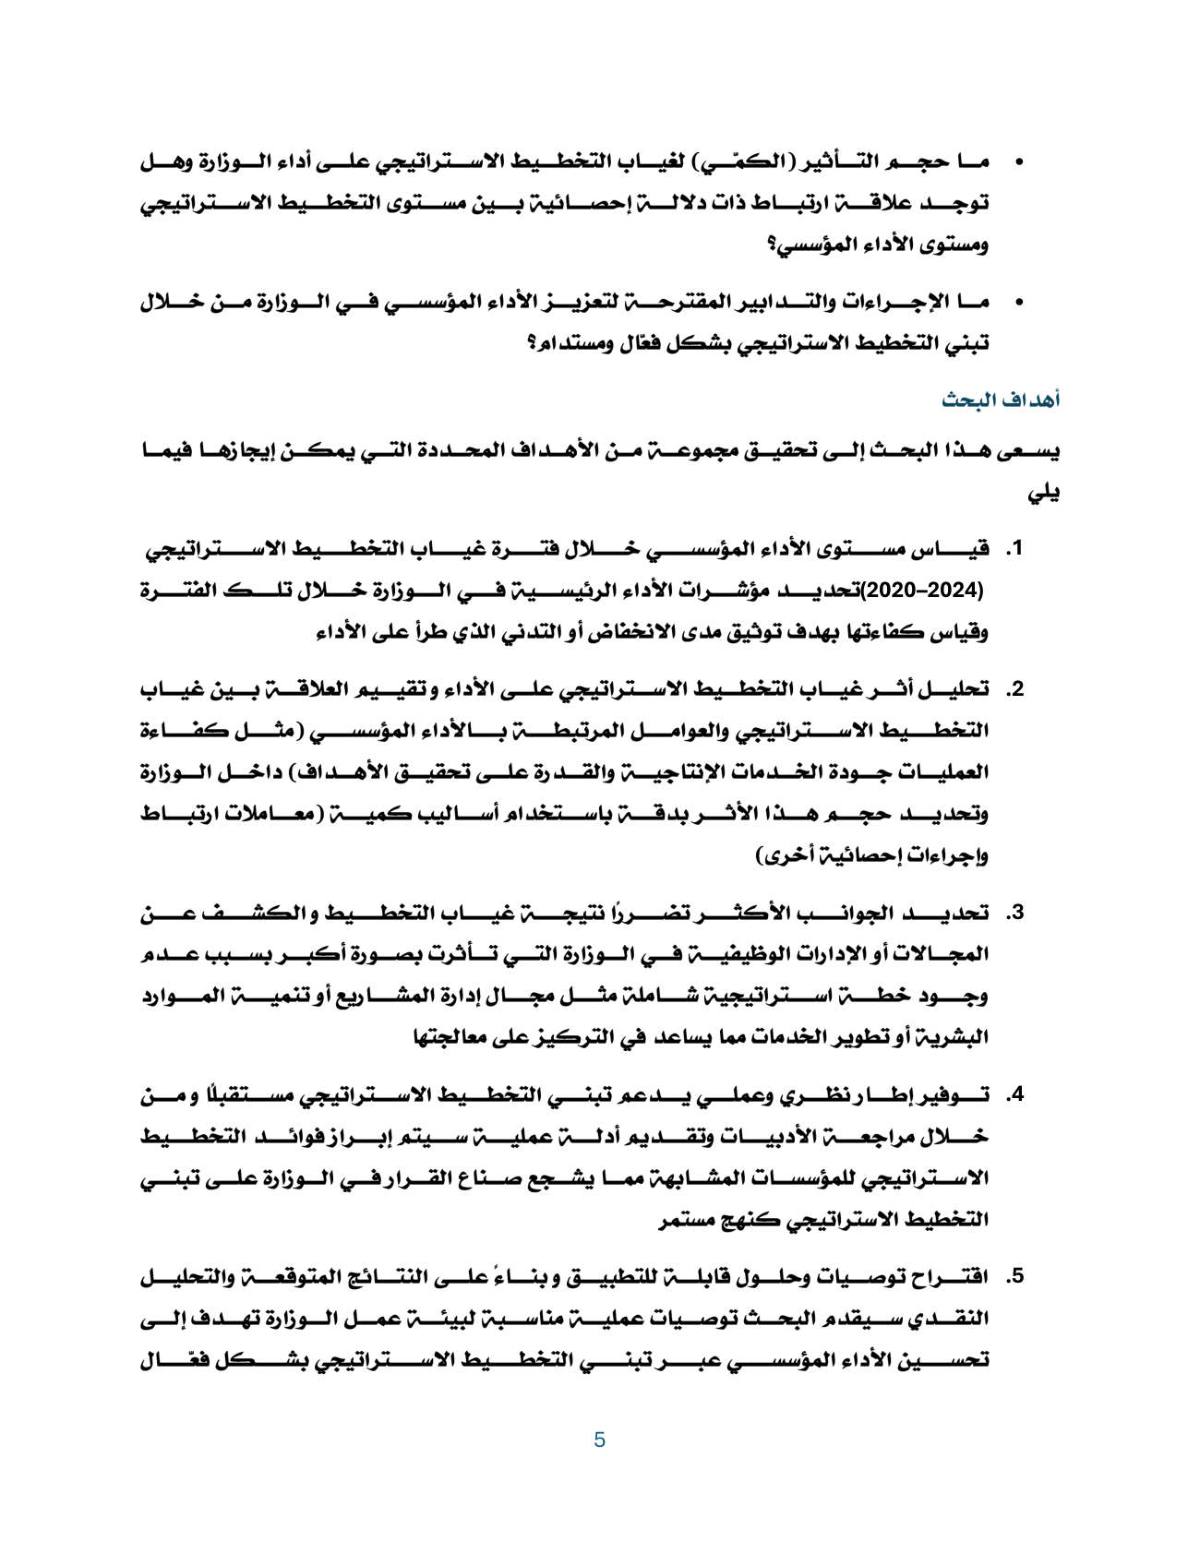 • ما حجم التأثير (الكمّي) لغياب التخطيط الاستراتيجي على أداء الوزارة وهل
توجد علاقة ارتباط ذات دلالة إحصائية بين مستوى التخطيط الاستراتيجي
ومستوى الأداء المؤسسي؟
• ما الإجراءات والتدابير المقترحة لتعزيز الأداء المؤسسي في الوزارة من خلال
تبني التخطيط الاستراتيجي بشكل فعّال ومستدام؟
أهداف البحث
يسعى هذا البحث إلى تحقيق مجموعة من الأهداف المحددة التي يمكن إيجازها فيما
يلي
1. قياس مستوى الأداء المؤسسي خلال فترة غياب التخطيط الاستراتيجي
(2020–2024)تحديد مؤشرات الأداء الرئيسية في الوزارة خلال تلك الفترة
وقياس كفاءتها بهدف توثيق مدى الانخفاض أو التدني الذي طرأ على الأداء
2. تحليل أثر غياب التخطيط الاستراتيجي على الأداء وتقييم العلاقة بين غياب
التخطيط الاستراتيجي والعوامل المرتبطة بالأداء المؤسسي (مثل كفاءة
العمليات جودة الخدمات الإنتاجية والقدرة على تحقيق الأهداف) داخل الوزارة
وتحديد حجم هذا الأثر بدقة باستخدام أساليب كمية (معاملات ارتباط
وإجراءات إحصائية أخرى)
3. تحديد الجوانب الأكثر تضررًا نتيجة غياب التخطيط والكشف عن
المجالات أو الإدارات الوظيفية في الوزارة التي تأثرت بصورة أكبر بسبب عدم
وجود خطة استراتيجية شاملة مثل مجال إدارة المشاريع أو تنمية الموارد
البشرية أو تطوير الخدمات مما يساعد في التركيز على معالجتها
4. توفير إطار نظري وعملي يدعم تبني التخطيط الاستراتيجي مستقبلًا ومن
خلال مراجعة الأدبيات وتقديم أدلة عملية سيتم إبراز فوائد التخطيط
الاستراتيجي للمؤسسات المشابهة مما يشجع صناع القرار في الوزارة على تبني
التخطيط الاستراتيجي كنهج مستمر
5. اقتراح توصيات وحلول قابلة للتطبيق وبناءً على النتائج المتوقعة والتحليل
النقدي سيقدم البحث توصيات عملية مناسبة لبيئة عمل الوزارة تهدف إلى
تحسين الأداء المؤسسي عبر تبني التخطيط الاستراتيجي بشكل فعّال
5